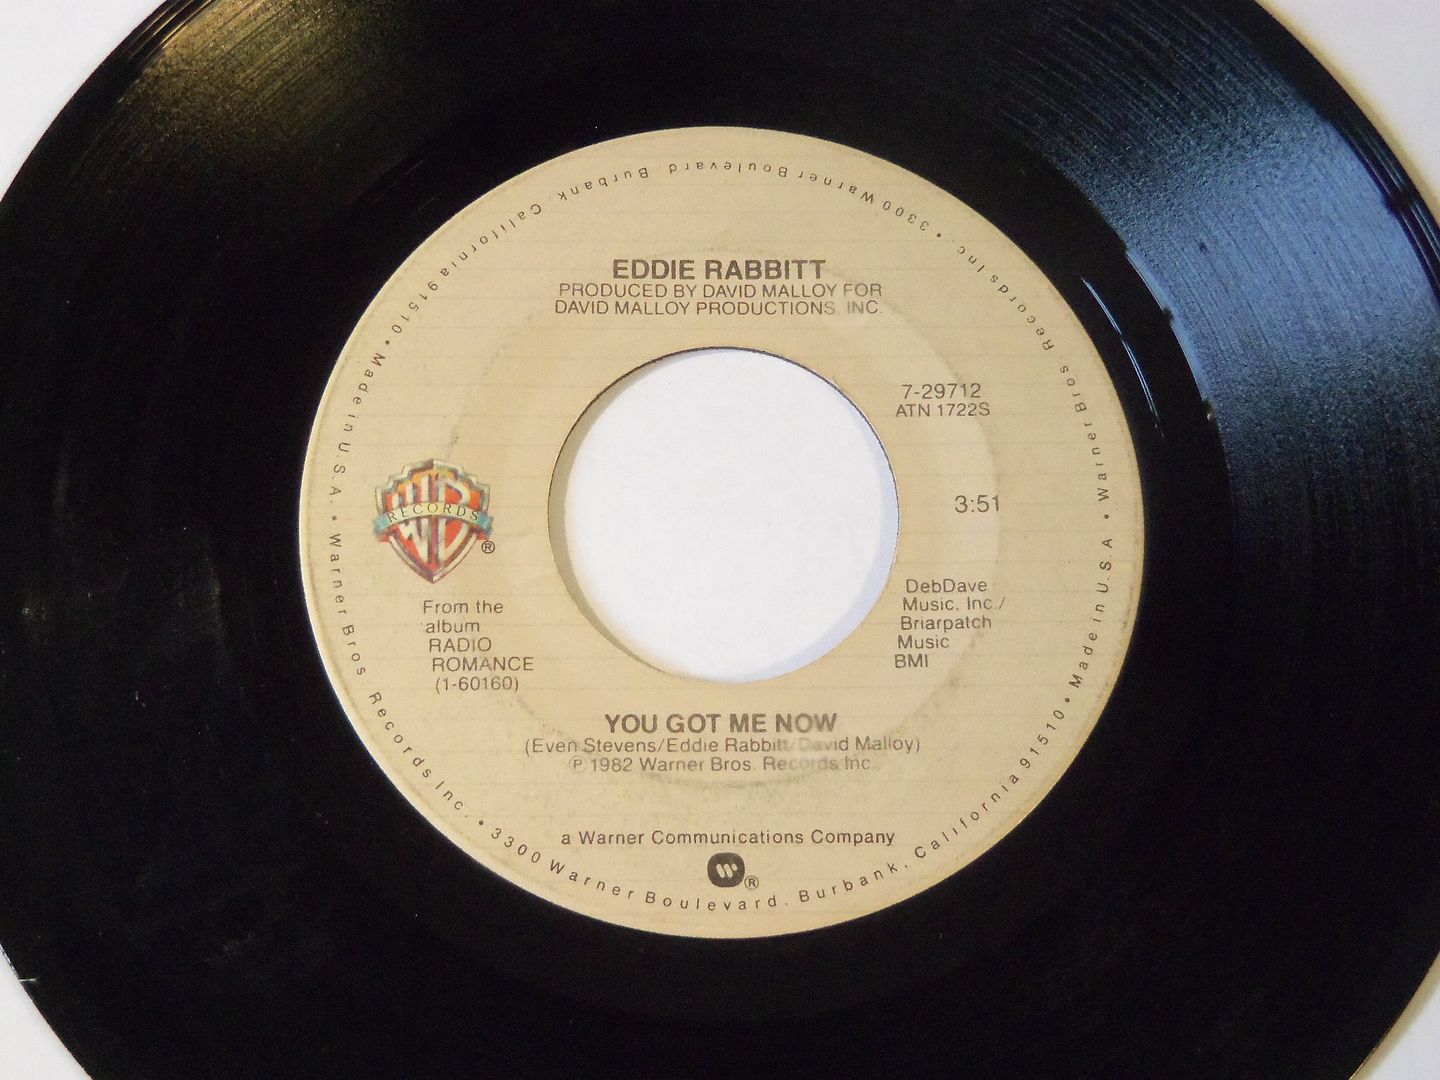 EDDIE RABBITT
PRODUCED BY DAVID MALLOY FOR
DAVID MALLOY PRODUCTIONS, INC.
7-29712
ATN 1722S
3:51
WB
RECORDS
®
From the
album
RADIO
ROMANCE
(1-60160)
DebDave
Music, Inc./
Briarpatch
Music
BMI
YOU GOT ME NOW
(Even Stevens/Eddie Rabbitt/David Malloy)
℗ 1982 Warner Bros. Records Inc.
a Warner Communications Company
®
Warner Bros. Records Inc. • 3300 Warner Boulevard, Burbank, California 91510 • Made in U.S.A. •
Warner Bros. Records Inc. • 3300 Warner Boulevard, Burbank, California 91510 • Made in U.S.A. •